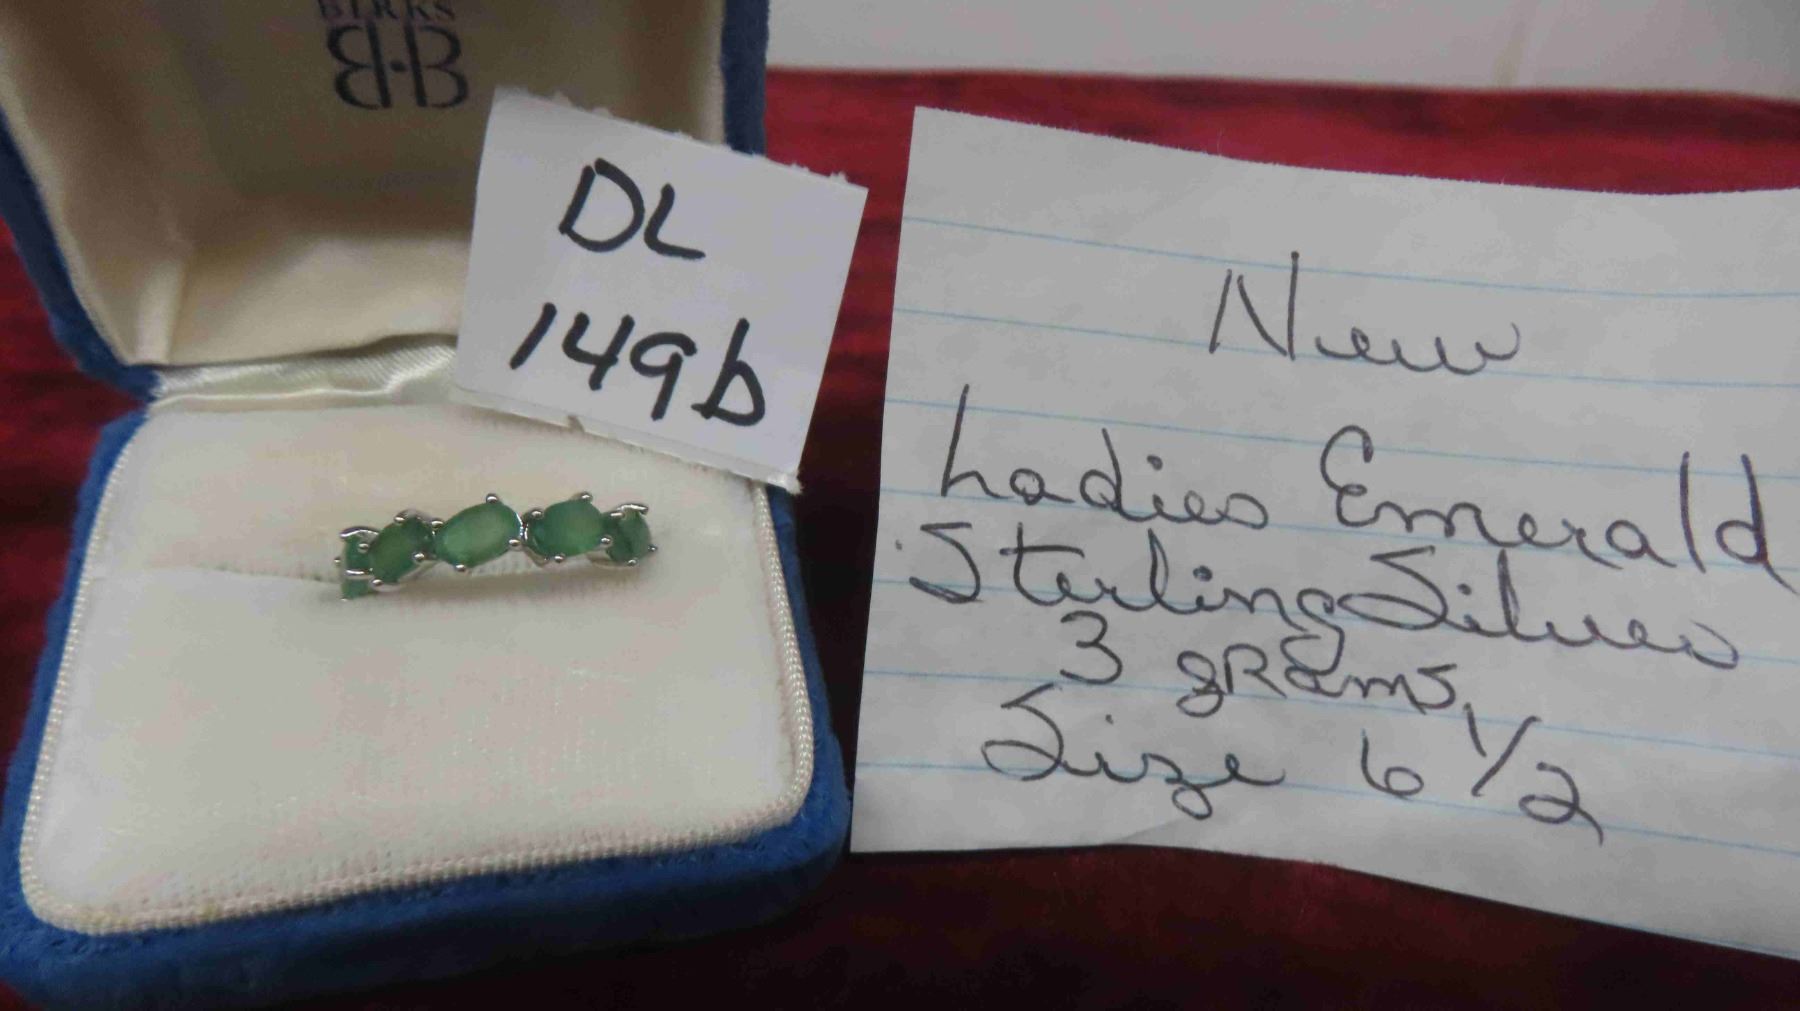 BIRKS
B·B
DL
149b
New
Ladies Emerald
Sterling Silver
3 grams
Size 6 1/2